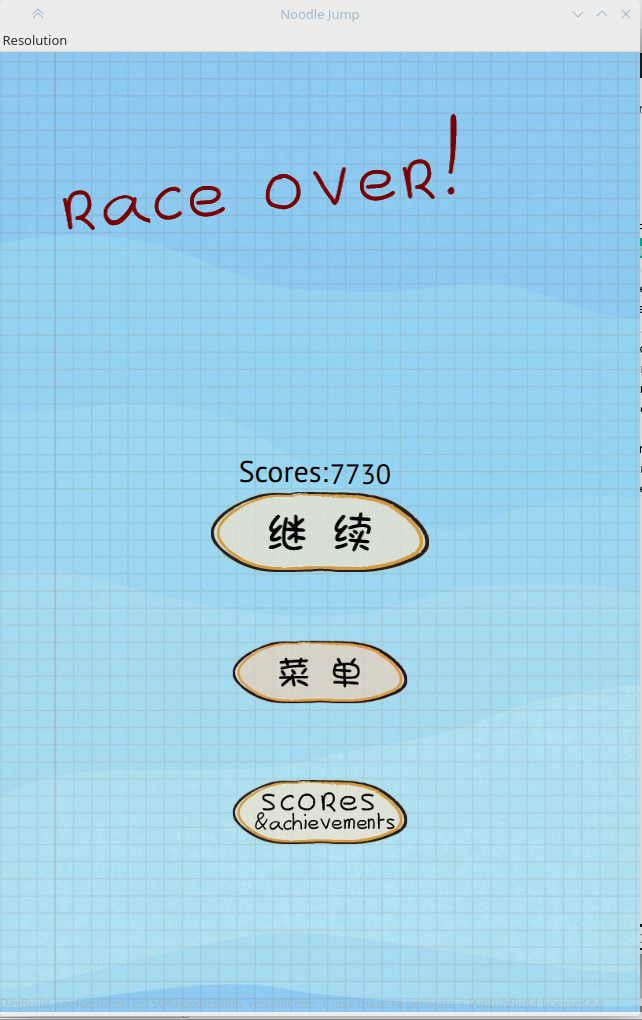 Noodle Jump
Resolution
Race over!
Scores:7730
继续
菜单
scores
&achievements